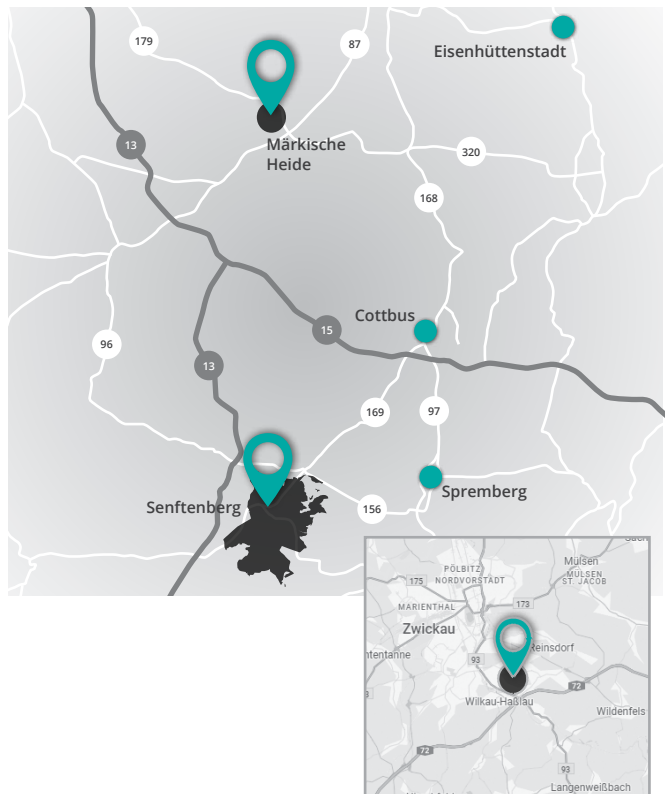 179
87
Eisenhüttenstadt
13
Märkische
Heide
320
168
Cottbus
15
96
13
169
97
Senftenberg
Spremberg
156
PÖLBITZ
NORDVORSTADT
Mülsen
MÜLSEN
ST. JACOB
175
MARIENTHAL
173
Zwickau
Reinsdorf
93
72
Wilkau-Haßlau
Wildenfels
72
93
Langenweißbach